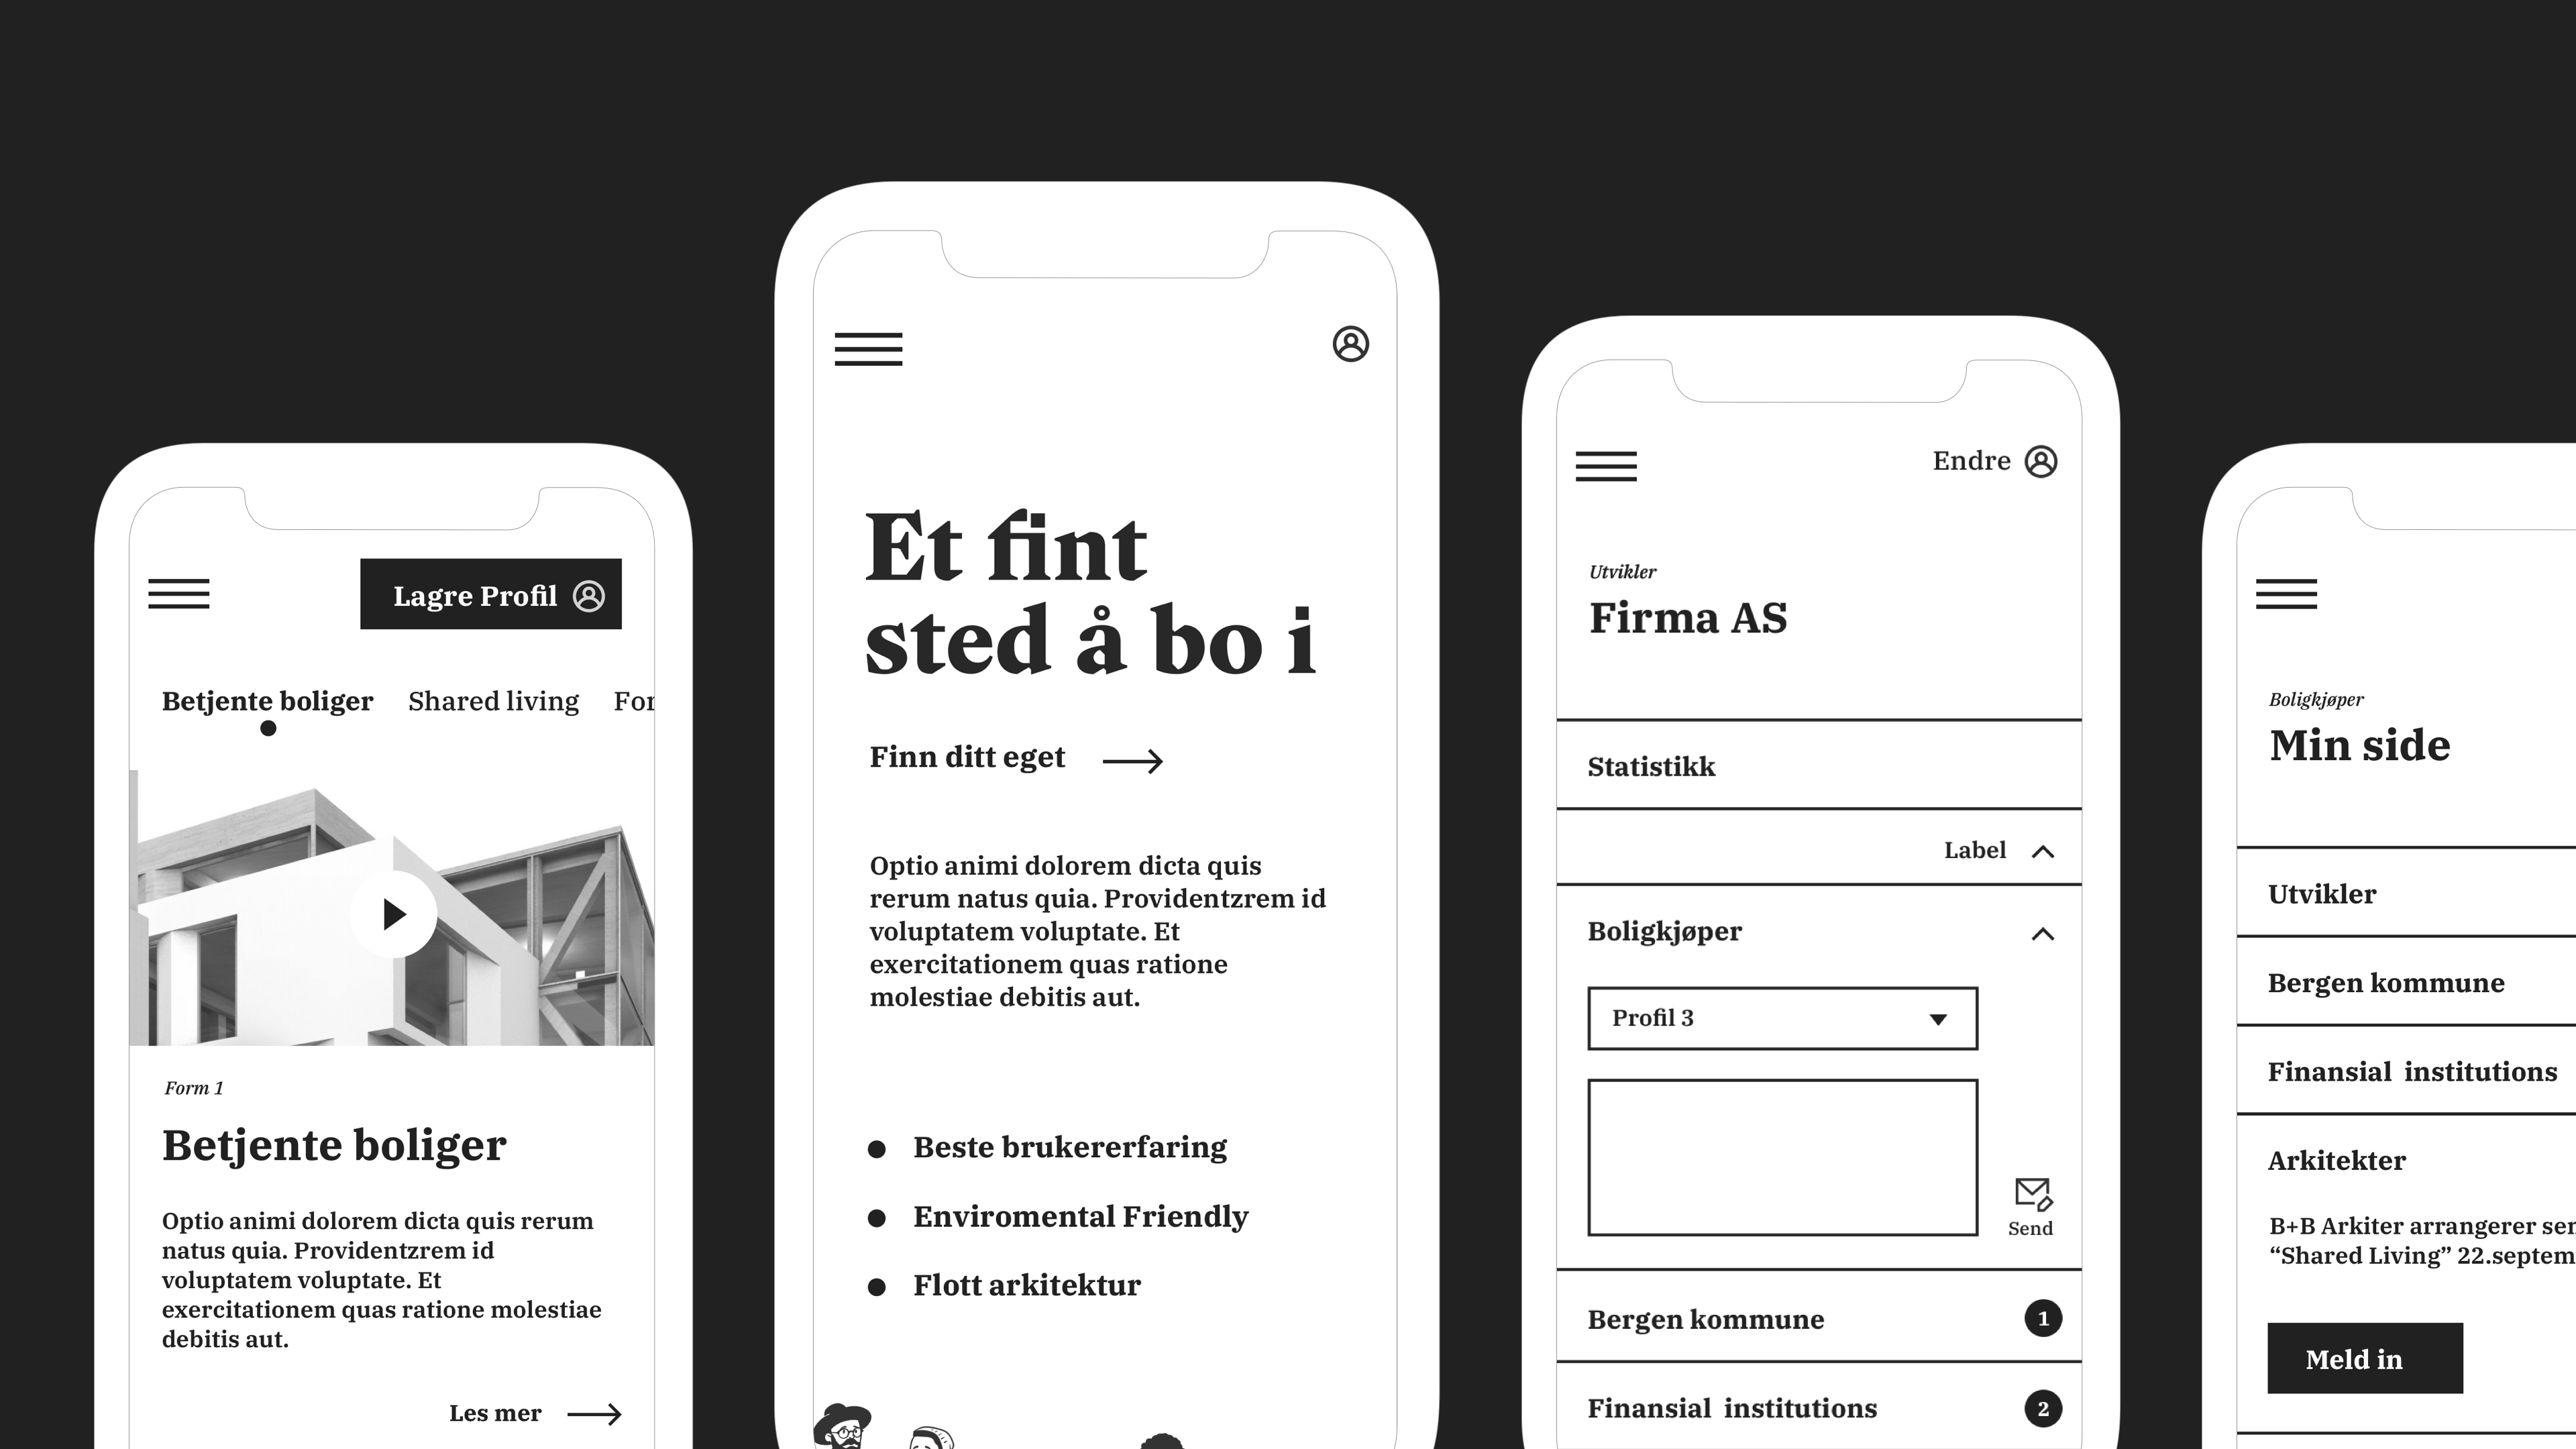 Lagre Profil
Betjente boliger
Shared living
For
Form 1
Betjente boliger
Optio animi dolorem dicta quis rerum
natus quia. Providentzrem id
voluptatem voluptate. Et
exercitationem quas ratione molestiae
debitis aut.
Les mer
Et fint
sted å bo i
Finn ditt eget
Optio animi dolorem dicta quis
rerum natus quia. Providentzrem id
voluptatem voluptate. Et
exercitationem quas ratione
molestiae debitis aut.
Beste brukererfaring
Enviromental Friendly
Flott arkitektur
Endre
Utvikler
Firma AS
Statistikk
Label
Boligkjøper
Profil 3
Send
Bergen kommune
1
Finansial institutions
2
Boligkjøper
Min side
Utvikler
Bergen kommune
Finansial institutions
Arkitekter
B+B Arkiter arrangerer sem
“Shared Living” 22.septem
Meld in